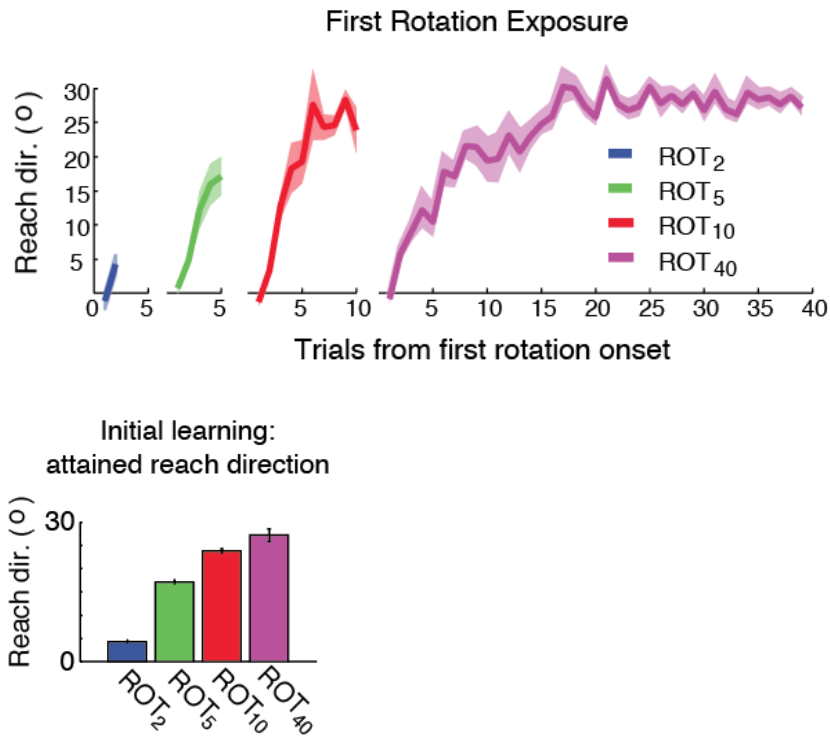 First Rotation Exposure
Reach dir. (o)
30
25
20
15
10
5
0 5 5 5 10 5 10 15 20 25 30 35 40
ROT2
ROT5
ROT10
ROT40
Trials from first rotation onset
Initial learning:
attained reach direction
Reach dir. (o)
30
0
ROT2
ROT5
ROT10
ROT40